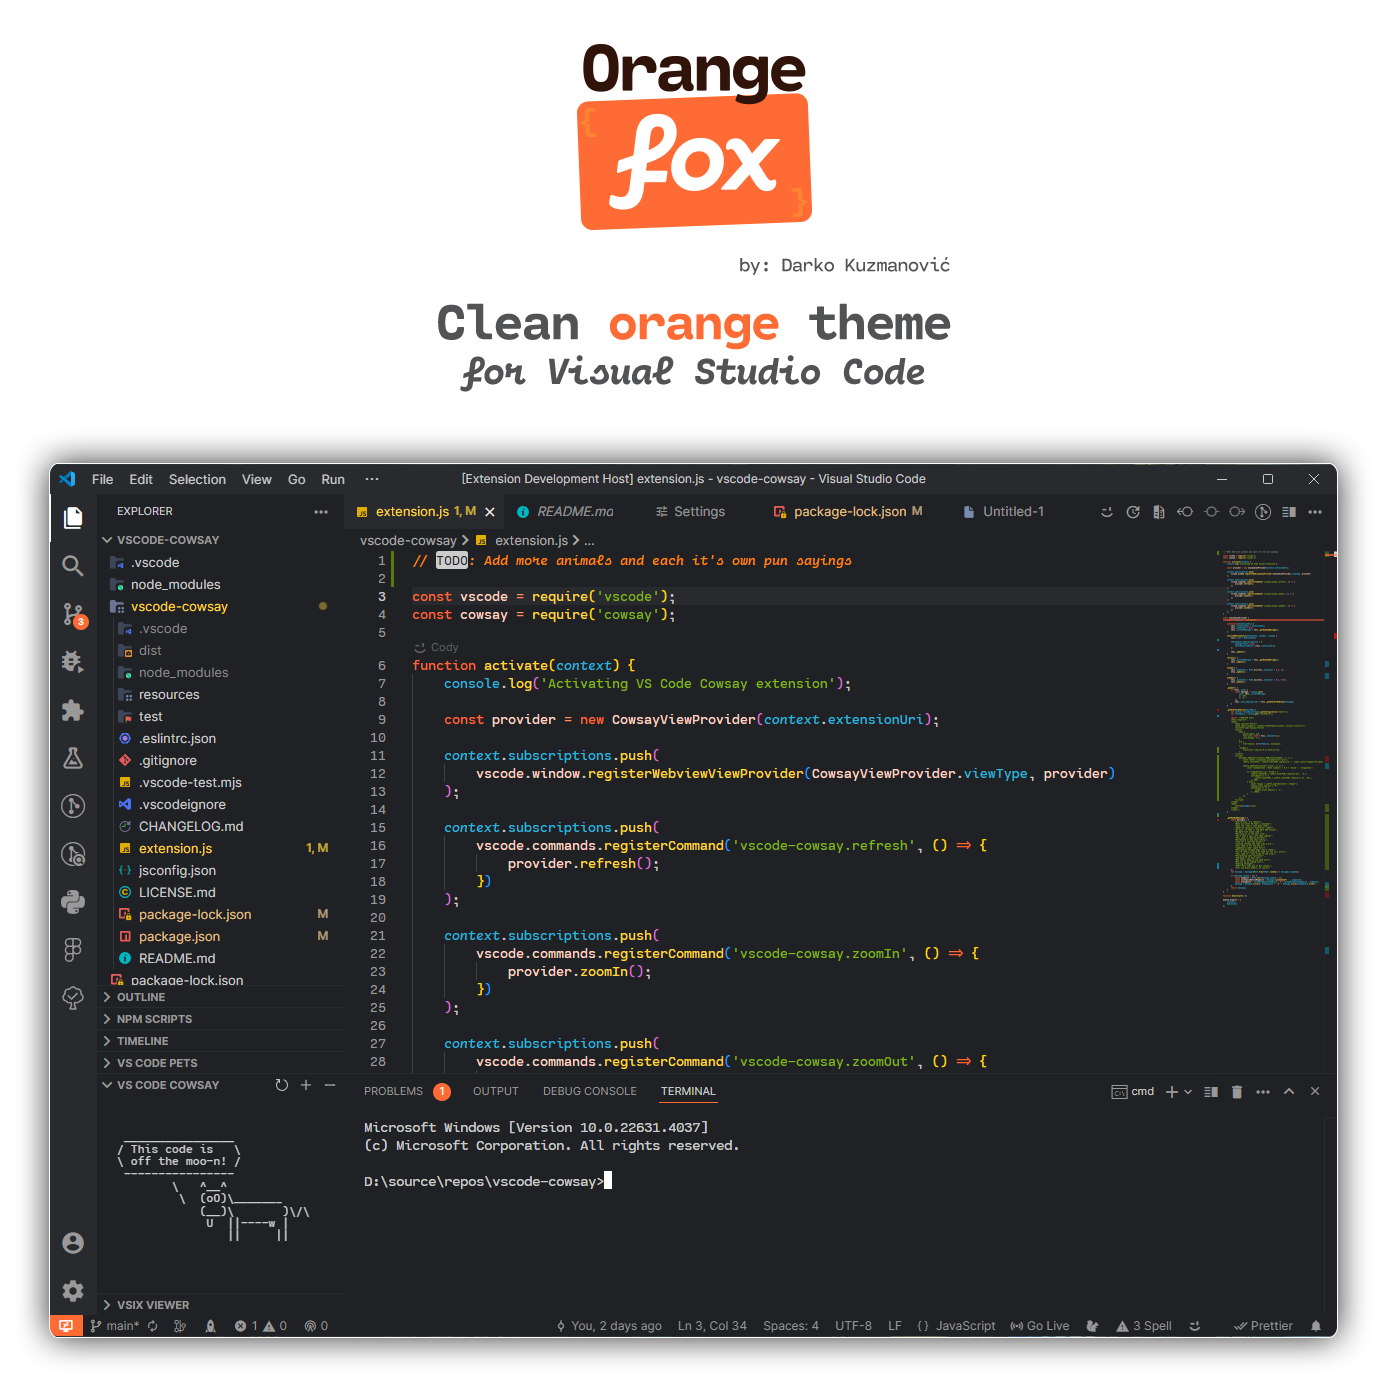 Orange
{
fox
}
by: Darko Kuzmanović
Clean orange theme
for Visual Studio Code
File Edit Selection View Go Run ···
[Extension Development Host] extension.js - vscode-cowsay - Visual Studio Code
EXPLORER
VSCODE-COWSAY
.vscode
node_modules
vscode-cowsay
.vscode
dist
node_modules
resources
test
.eslintrc.json
.gitignore
.vscode-test.mjs
.vscodeignore
CHANGELOG.md
extension.js 1, M
jsconfig.json
LICENSE.md
package-lock.json M
package.json M
README.md
package-lock.json
OUTLINE
NPM SCRIPTS
TIMELINE
VS CODE PETS
VS CODE COWSAY
 ________________
/ This code is   \
\ off the moo-n! /
 ----------------
        \   ^__^
         \  (oO)\_______
            (__)\       )\/\
             U  ||----w |
                ||     ||
VSIX VIEWER
3
extension.js 1, M README.md Settings package-lock.json M Untitled-1
vscode-cowsay > extension.js > ...
1 // TODO: Add more animals and each it's own pun sayings
2
3 const vscode = require('vscode');
4 const cowsay = require('cowsay');
5
Cody
6 function activate(context) {
7 console.log('Activating VS Code Cowsay extension');
8
9 const provider = new CowsayViewProvider(context.extensionUri);
10
11 context.subscriptions.push(
12 vscode.window.registerWebviewViewProvider(CowsayViewProvider.viewType, provider)
13 );
14
15 context.subscriptions.push(
16 vscode.commands.registerCommand('vscode-cowsay.refresh', () => {
17 provider.refresh();
18 })
19 );
20
21 context.subscriptions.push(
22 vscode.commands.registerCommand('vscode-cowsay.zoomIn', () => {
23 provider.zoomIn();
24 })
25 );
26
27 context.subscriptions.push(
28 vscode.commands.registerCommand('vscode-cowsay.zoomOut', () => {
PROBLEMS 1 OUTPUT DEBUG CONSOLE TERMINAL cmd
Microsoft Windows [Version 10.0.22631.4037]
(c) Microsoft Corporation. All rights reserved.
D:\source\repos\vscode-cowsay>
main* 1 0 0 You, 2 days ago Ln 3, Col 34 Spaces: 4 UTF-8 LF {} JavaScript Go Live 3 Spell Prettier